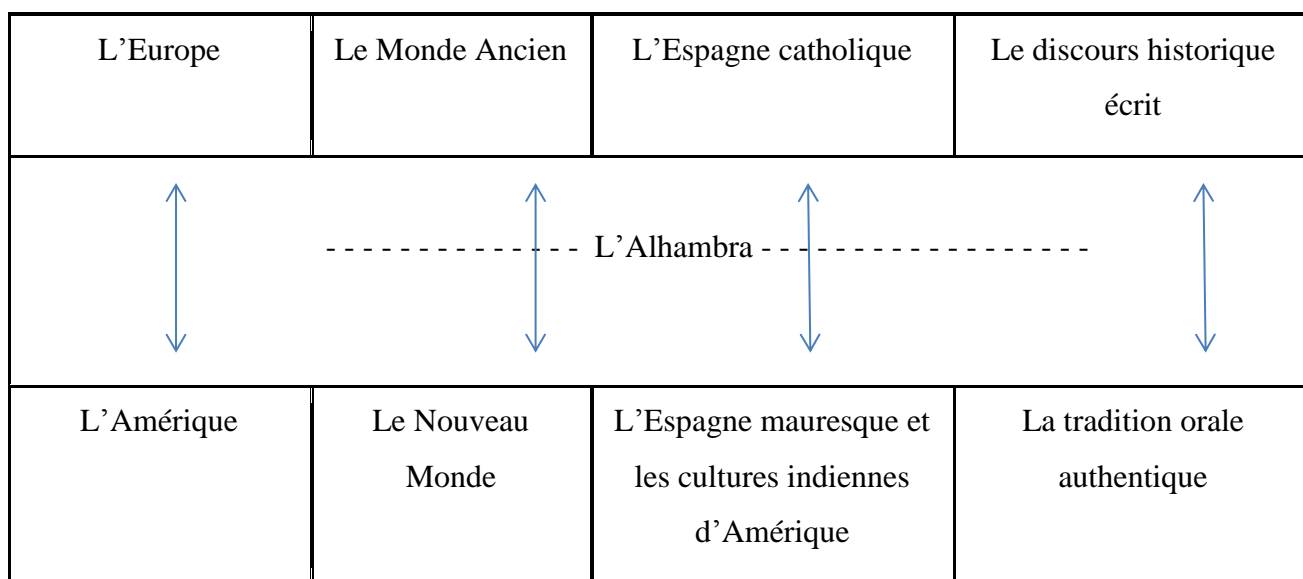 L’Europe
Le Monde Ancien
L’Espagne catholique
Le discours historique
écrit
- - - - - - - - - - - - - L’Alhambra - - - - - - - - - - - - - - - - -
L’Amérique
Le Nouveau
Monde
L’Espagne mauresque et
les cultures indiennes
d’Amérique
La tradition orale
authentique